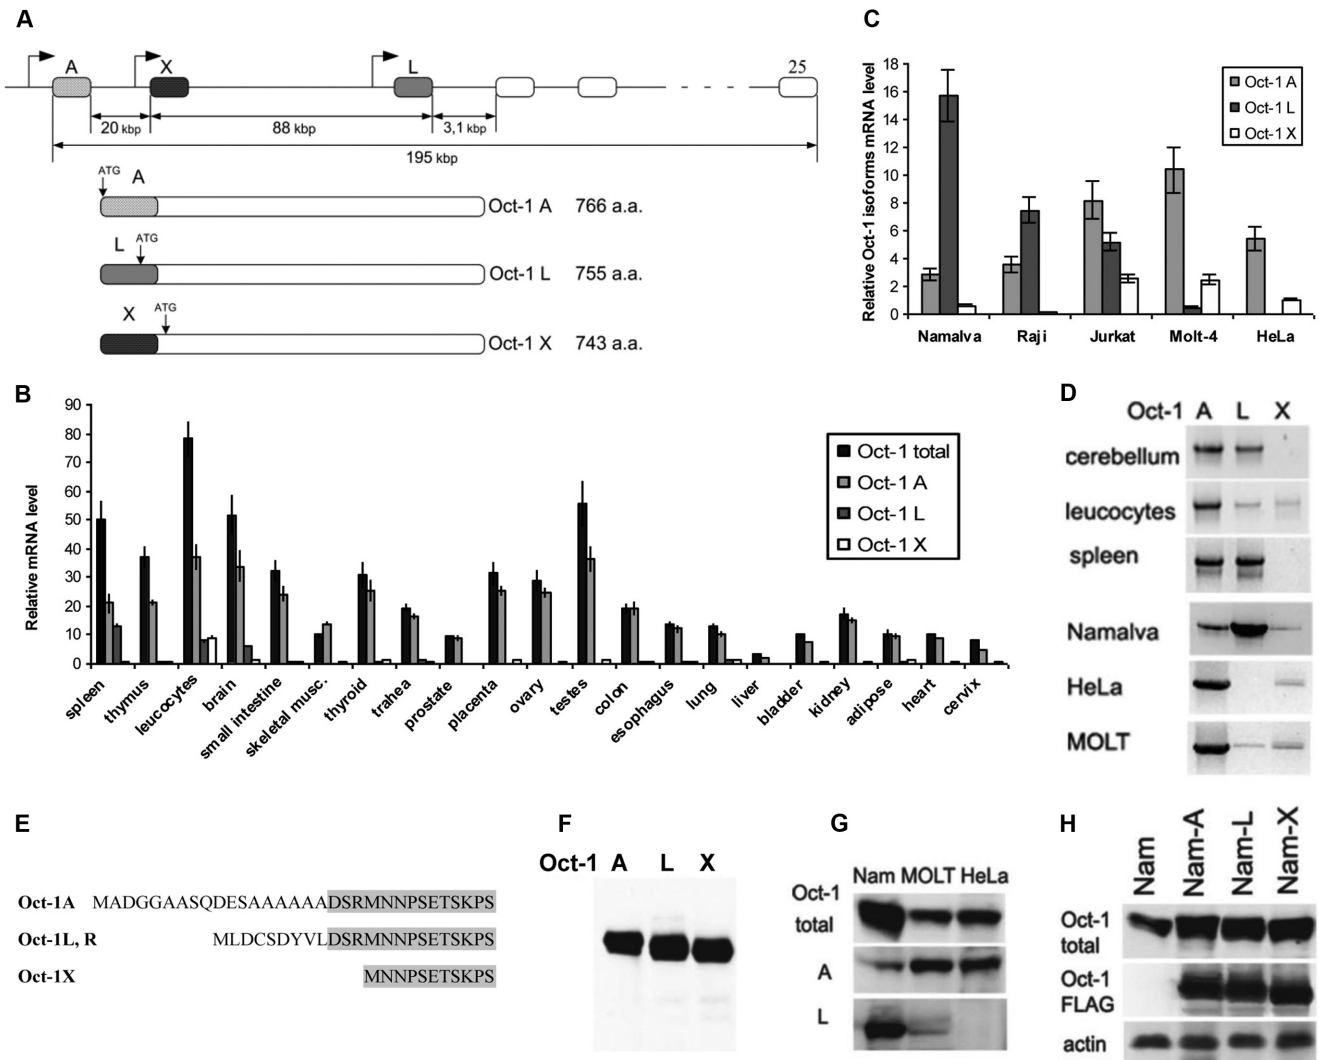 A
A
X
L
25
20 kbp
88 kbp
3,1 kbp
195 kbp
ATG
A
Oct-1 A 766 a.a.
L
ATG
Oct-1 L 755 a.a.
X
ATG
Oct-1 X 743 a.a.
C
Relative Oct-1 isoforms mRNA level
18
16
14
12
10
8
6
4
2
0
Oct-1 A
Oct-1 L
Oct-1 X
Namalva Raji Jurkat Molt-4 HeLa
B
Relative mRNA level
90
80
70
60
50
40
30
20
10
0
Oct-1 total
Oct-1 A
Oct-1 L
Oct-1 X
spleen
thymus
leucocytes
brain
small intestine
skeletal musc.
thyroid
trahea
prostate
placenta
ovary
testes
colon
esophagus
lung
liver
bladder
kidney
adipose
heart
cervix
D
Oct-1 A L X
cerebellum
leucocytes
spleen
Namalva
HeLa
MOLT
E
Oct-1A MADGGAASQDESAAAAAADSRMNNPSETSKPS
Oct-1L, R MLDCSDYVLDSRMNNPSETSKPS
Oct-1X MNNPSETSKPS
F
Oct-1 A L X
G
Nam MOLT HeLa
Oct-1
total
A
L
H
Nam
Nam-A
Nam-L
Nam-X
Oct-1
total
Oct-1
FLAG
actin